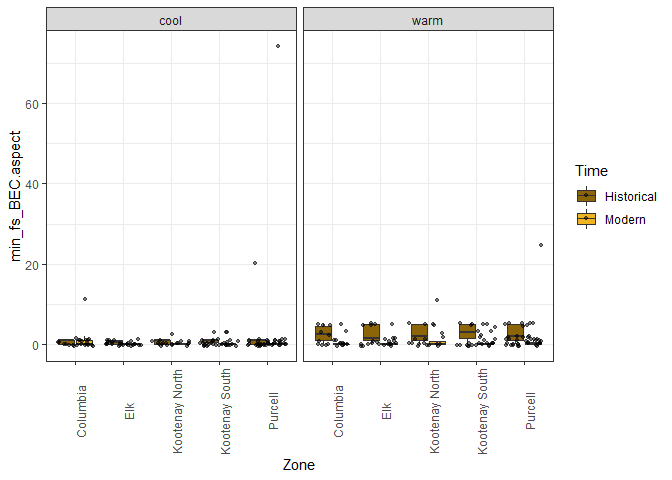 cool
warm
min_fs_BEC.aspect
60
40
20
0
Columbia
Elk
Kootenay North
Kootenay South
Purcell
Columbia
Elk
Kootenay North
Kootenay South
Purcell
Zone
Time
Historical
Modern